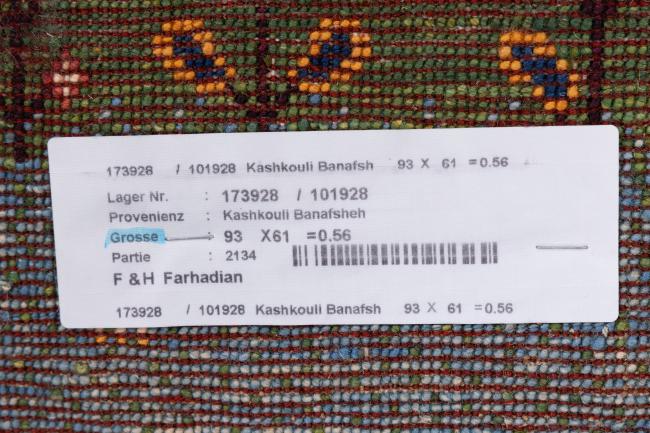 173928 / 101928 Kashkouli Banafsh 93 X 61 =0.56
Lager Nr. : 173928 / 101928
Provenienz : Kashkouli Banafsheh
Grosse 93 X61 =0.56
Partie : 2134
F & H Farhadian
173928 / 101928 Kashkouli Banafsh 93 X 61 =0.56